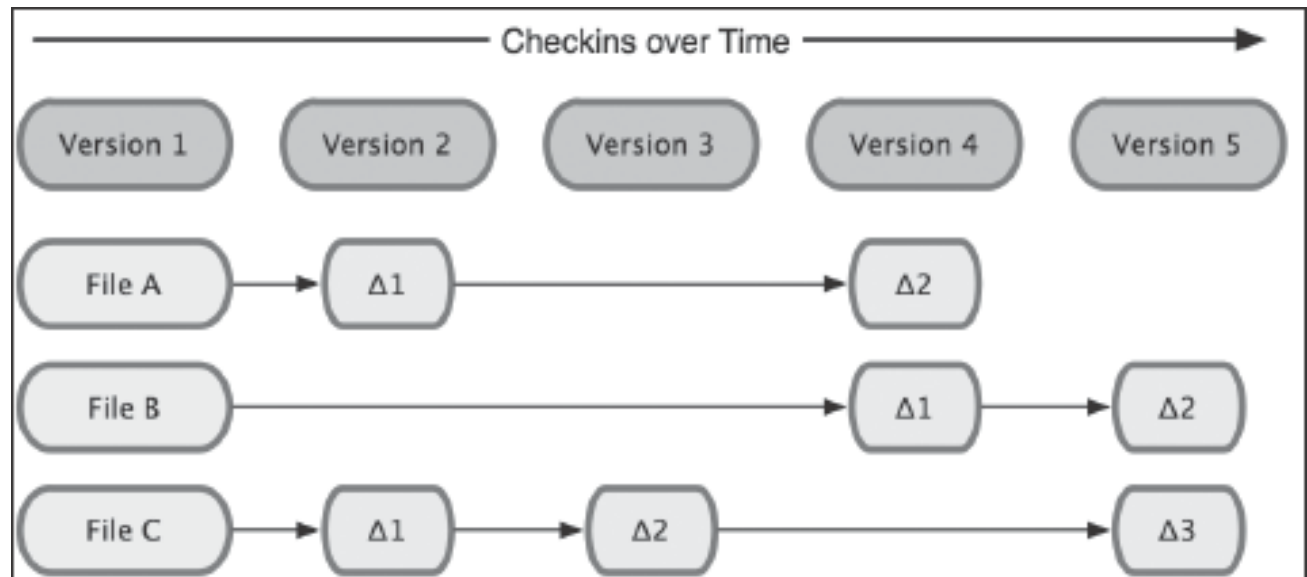 Checkins over Time
Version 1 Version 2 Version 3 Version 4 Version 5
File A Δ1 Δ2
File B Δ1 Δ2
File C Δ1 Δ2 Δ3